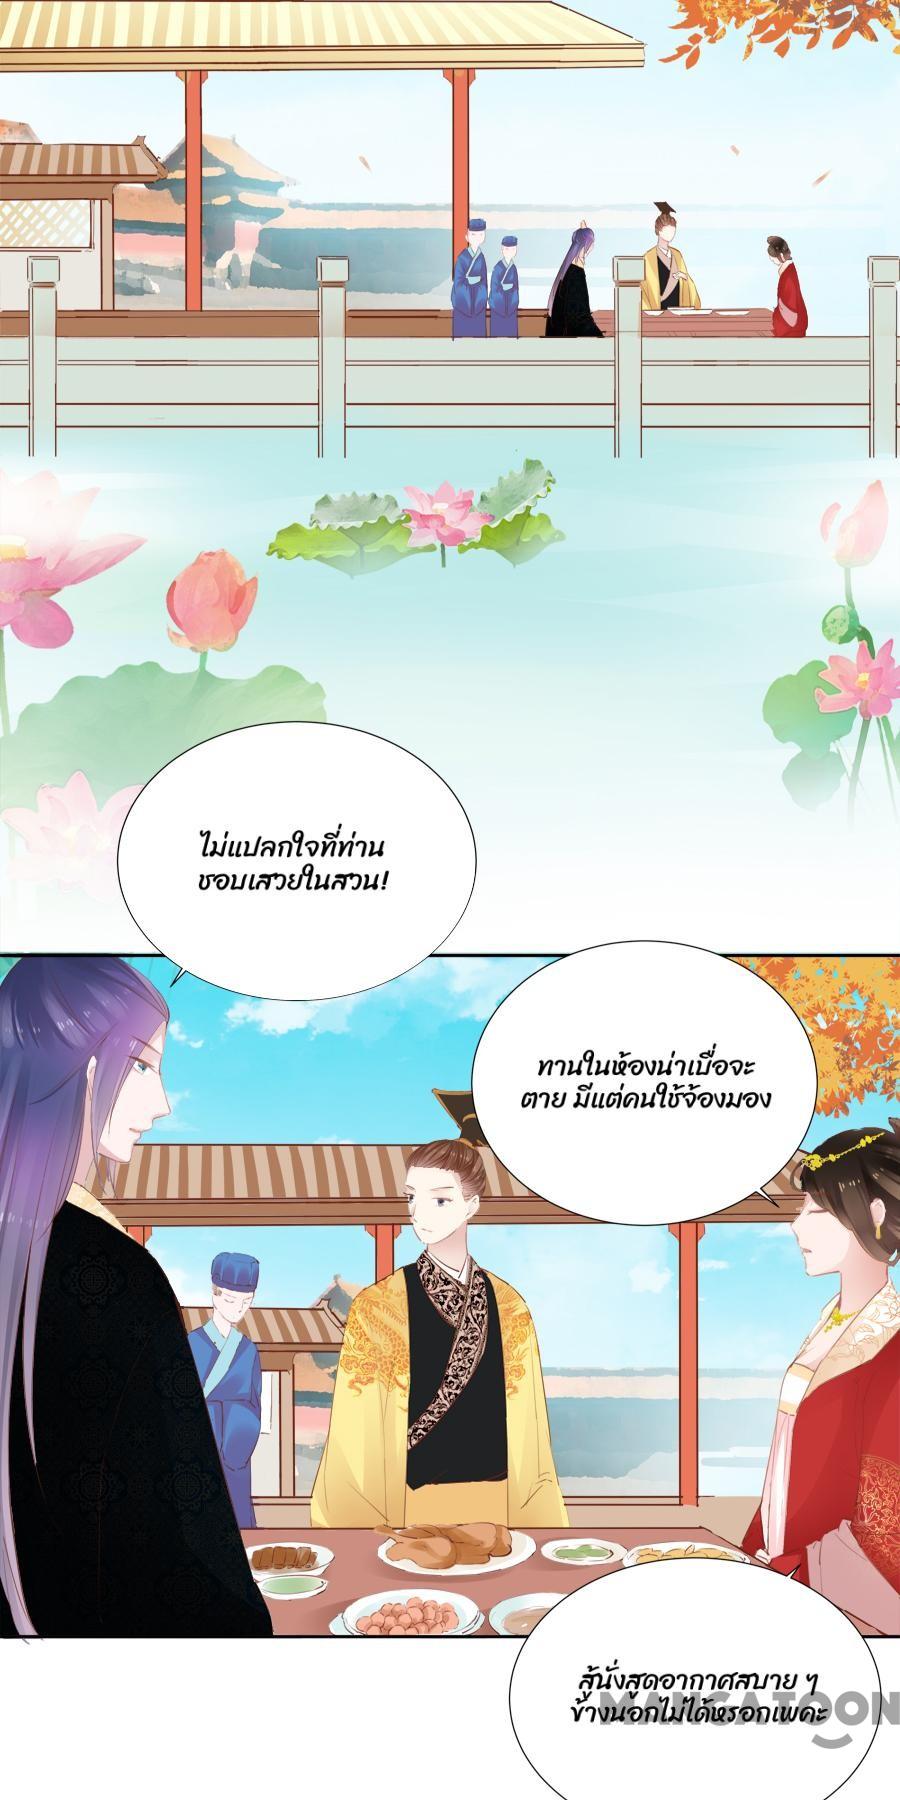 ไม่แปลกใจที่ท่าน
ชอบเสวยในสวน!
ทานในห้องน่าเบื่อจะ
ตาย มีแต่คนใช้จ้องมอง
สู้นั่งสูดอากาศสบาย ๆ
ข้างนอกไม่ได้หรอกเพคะ
MANGATOON